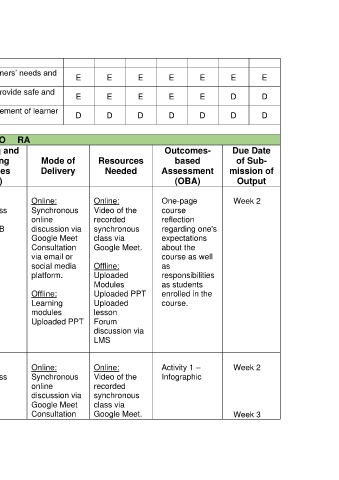 ners' needs and
E E E E E E E
rovide safe and
E E E E E D D
ement of learner
D D D D D D D
O RA
and
ng
es
)
Mode of
Delivery
Resources
Needed
Outcomes-
based
Assessment
(OBA)
Due Date
of Sub-
mission of
Output
ss
B
Online:
Synchronous
online
discussion via
Google Meet
Consultation
via email or
social media
platform.
Offline:
Learning
modules
Uploaded PPT
Online:
Video of the
recorded
synchronous
class via
Google Meet.
Offline:
Uploaded
Modules
Uploaded PPT
Uploaded
lesson
Forum
discussion via
LMS
One-page
course
reflection
regarding one's
expectations
about the
course as well
as
responsibilities
as students
enrolled in the
course.
Week 2
ss
Online:
Synchronous
online
discussion via
Google Meet
Consultation
Online:
Video of the
recorded
synchronous
class via
Google Meet.
Activity 1 –
Infographic
Week 2
Week 3